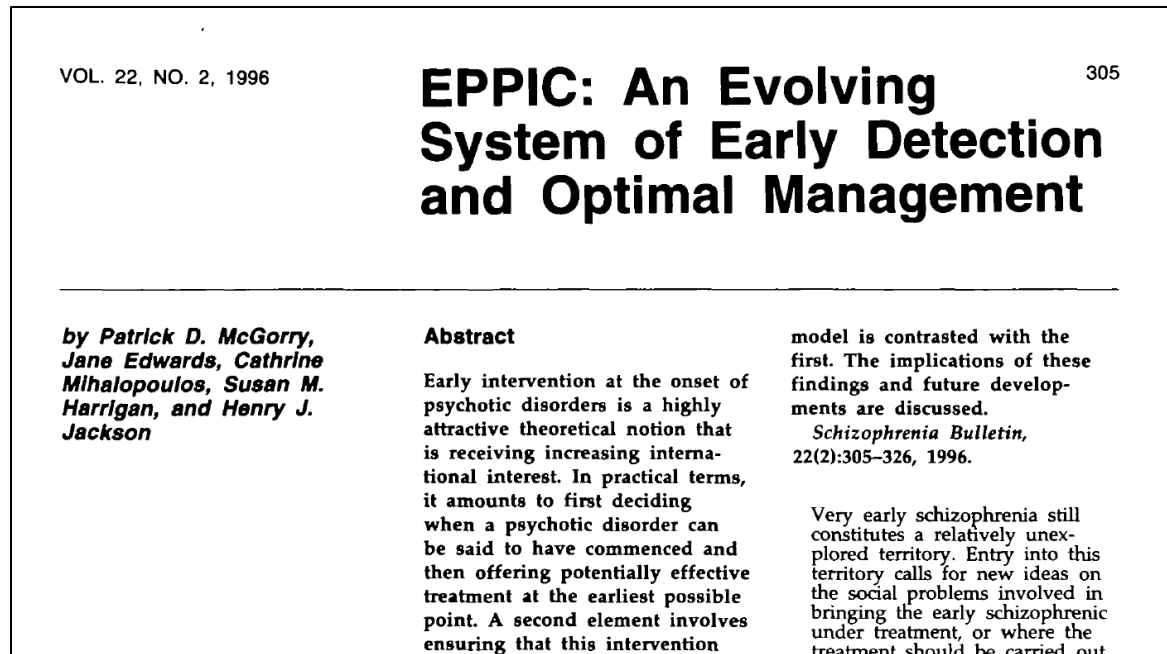 VOL. 22, NO. 2, 1996
EPPIC: An Evolving
System of Early Detection
and Optimal Management
305
by Patrick D. McGorry,
Jane Edwards, Cathrine
Mihalopoulos, Susan M.
Harrigan, and Henry J.
Jackson
Abstract
Early intervention at the onset of
psychotic disorders is a highly
attractive theoretical notion that
is receiving increasing interna-
tional interest. In practical terms,
it amounts to first deciding
when a psychotic disorder can
be said to have commenced and
then offering potentially effective
treatment at the earliest possible
point. A second element involves
ensuring that this intervention
model is contrasted with the
first. The implications of these
findings and future develop-
ments are discussed.
Schizophrenia Bulletin,
22(2):305–326, 1996.
Very early schizophrenia still
constitutes a relatively unex-
plored territory. Entry into this
territory calls for new ideas on
the social problems involved in
bringing the early schizophrenic
under treatment, or where the
treatment should be carried out